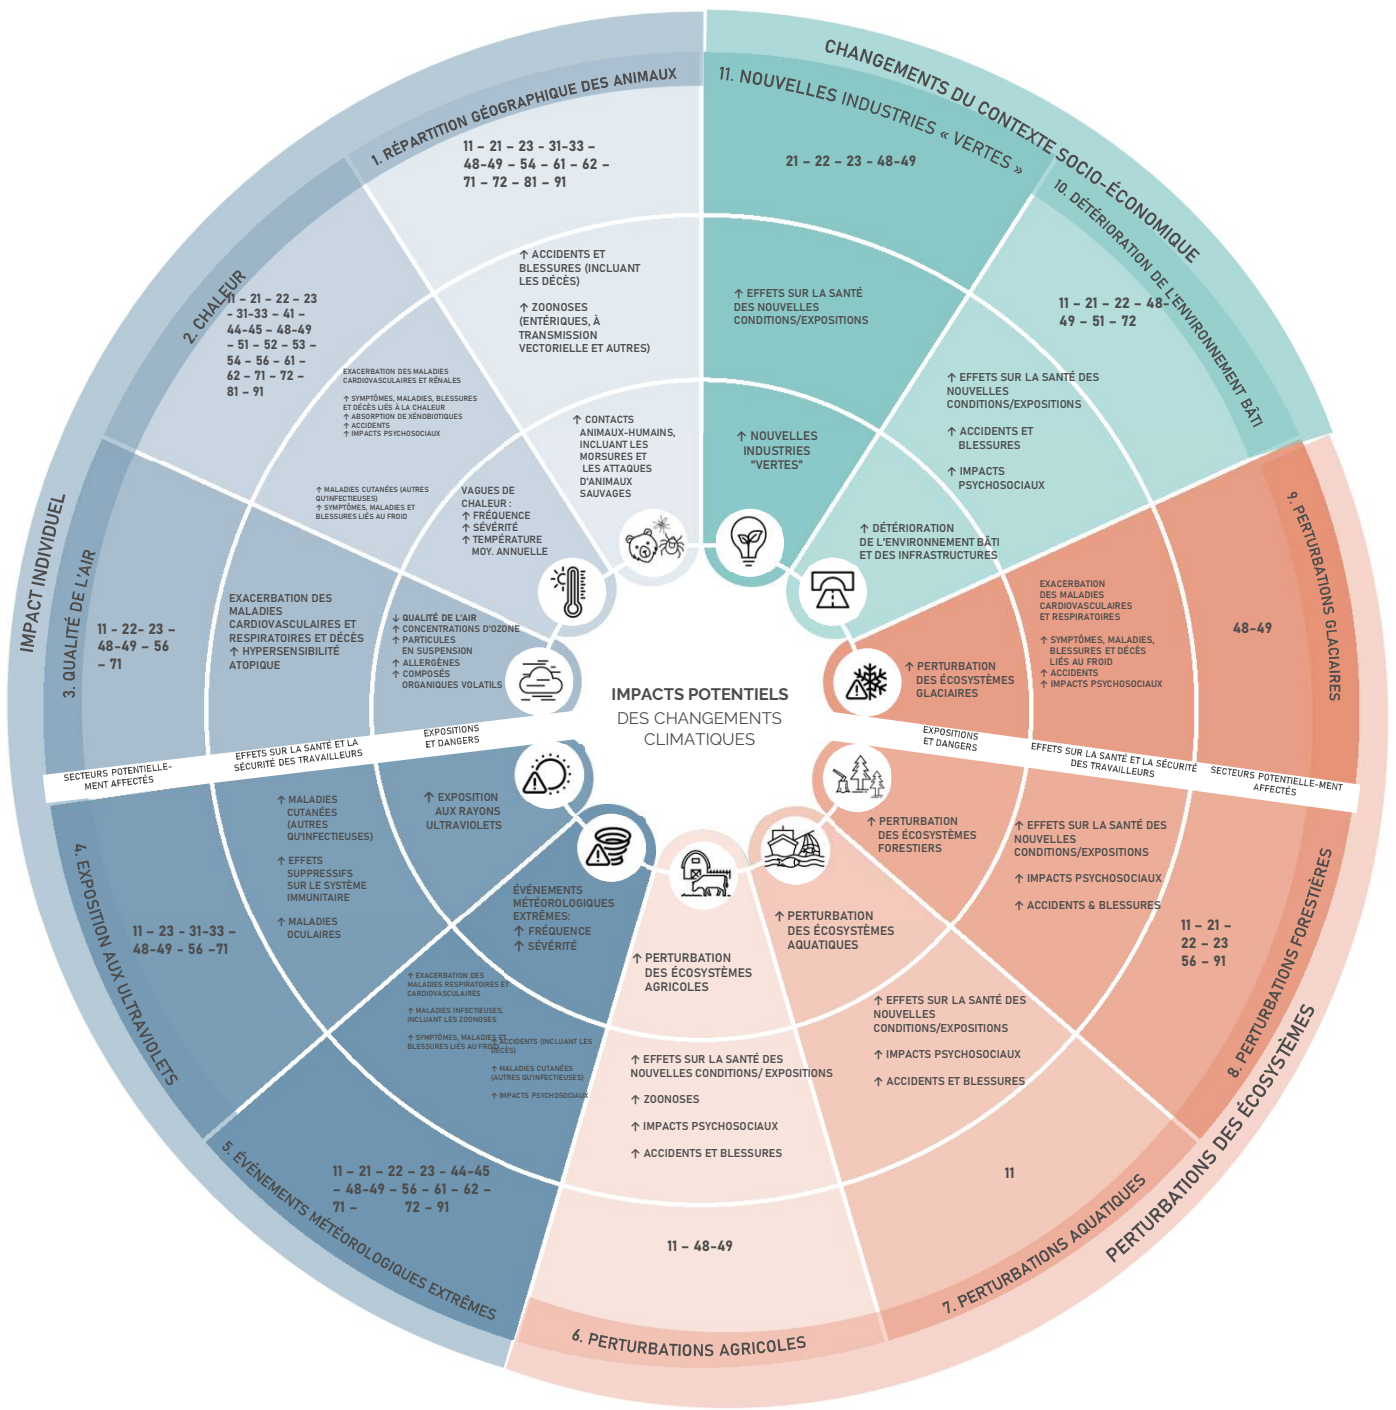 IMPACTS POTENTIELS
DES CHANGEMENTS
CLIMATIQUES
IMPACT INDIVIDUEL
1. RÉPARTITION GÉOGRAPHIQUE DES ANIMAUX
11 – 21 – 23 - 31-33 –
48-49 – 54 – 61 – 62 –
71 – 72 – 81 – 91
↑ ACCIDENTS ET
BLESSURES (INCLUANT
LES DÉCÈS)
↑ ZOONOSES
(ENTÉRIQUES, À
TRANSMISSION
VECTORIELLE ET AUTRES)
↑ CONTACTS
ANIMAUX-HUMAINS,
INCLUANT LES
MORSURES ET
LES ATTAQUES
D'ANIMAUX
SAUVAGES
2. CHALEUR
11 – 21 – 22 – 23
– 31-33 – 41 –
44-45 – 48-49
– 51 – 52 – 53 –
54 – 56 – 61 –
62 – 71 – 72 –
81 – 91
EXACERBATION DES MALADIES
CARDIOVASCULAIRES ET RÉNALES
↑ SYMPTÔMES, MALADIES, BLESSURES
ET DÉCÈS LIÉS À LA CHALEUR
↑ ABSORPTION DE XÉNOBIOTIQUES
↑ ACCIDENTS
↑ IMPACTS PSYCHOSOCIAUX
↑ MALADIES CUTANÉES (AUTRES
QU'INFECTIEUSES)
↑ SYMPTÔMES, MALADIES ET
BLESSURES LIÉS AU FROID
VAGUES DE
CHALEUR :
↑ FRÉQUENCE
↑ SÉVÉRITÉ
↑ TEMPÉRATURE
MOY. ANNUELLE
3. QUALITÉ DE L'AIR
11 – 22- 23 –
48-49 – 56
– 71
EXACERBATION DES
MALADIES
CARDIOVASCULAIRES ET
RESPIRATOIRES ET DÉCÈS
↑ HYPERSENSIBILITÉ
ATOPIQUE
↓ QUALITÉ DE L'AIR
↑ CONCENTRATIONS D'OZONE
↑ PARTICULES
EN SUSPENSION
↑ ALLERGÈNES
↑ COMPOSÉS
ORGANIQUES VOLATILS
SECTEURS POTENTIELLE-
MENT AFFECTÉS
EFFETS SUR LA SANTÉ ET LA
SÉCURITÉ DES TRAVAILLEURS
EXPOSITIONS
ET DANGERS
4. EXPOSITION AUX ULTRAVIOLETS
11 – 23 – 31-33 –
48-49 – 56 –71
↑ MALADIES
CUTANÉES
(AUTRES
QU'INFECTIEUSES)
↑ EFFETS
SUPPRESSIFS
SUR LE SYSTÈME
IMMUNITAIRE
↑ MALADIES
OCULAIRES
↑ EXPOSITION
AUX RAYONS
ULTRAVIOLETS
5. ÉVÉNEMENTS MÉTÉOROLOGIQUES EXTRÊMES
11 – 21 – 22 – 23 – 44-45
– 48-49 – 56 – 61 – 62 –
71 – 72 – 91
↑ EXACERBATION DES
MALADIES RESPIRATOIRES ET
CARDIOVASCULAIRES
↑ MALADIES INFECTIEUSES,
INCLUANT LES ZOONOSES
↑ SYMPTÔMES, MALADIES ET
BLESSURES LIÉS AU FROID
↑ ACCIDENTS (INCLUANT LES
DÉCÈS)
↑ MALADIES CUTANÉES
(AUTRES QU'INFECTIEUSES)
↑ IMPACTS PSYCHOSOCIAUX
ÉVÉNEMENTS
MÉTÉOROLOGIQUES
EXTRÊMES:
↑ FRÉQUENCE
↑ SÉVÉRITÉ
PERTURBATIONS DES ÉCOSYSTÈMES
6. PERTURBATIONS AGRICOLES
11 – 48-49
↑ EFFETS SUR LA SANTÉ DES
NOUVELLES CONDITIONS/ EXPOSITIONS
↑ ZOONOSES
↑ IMPACTS PSYCHOSOCIAUX
↑ ACCIDENTS ET BLESSURES
↑ PERTURBATION
DES ÉCOSYSTÈMES
AGRICOLES
7. PERTURBATIONS AQUATIQUES
11
↑ EFFETS SUR LA SANTÉ DES
NOUVELLES
CONDITIONS/EXPOSITIONS
↑ IMPACTS PSYCHOSOCIAUX
↑ ACCIDENTS ET BLESSURES
↑ PERTURBATION
DES ÉCOSYSTÈMES
AQUATIQUES
8. PERTURBATIONS FORESTIÈRES
11 – 21 –
22 – 23
56 – 91
↑ EFFETS SUR LA SANTÉ DES
NOUVELLES
CONDITIONS/EXPOSITIONS
↑ IMPACTS PSYCHOSOCIAUX
↑ ACCIDENTS & BLESSURES
↑ PERTURBATION
DES ÉCOSYSTÈMES
FORESTIERS
EXPOSITIONS
ET DANGERS
EFFETS SUR LA SANTÉ ET LA SÉCURITÉ
DES TRAVAILLEURS
SECTEURS POTENTIELLE-MENT
AFFECTÉS
9. PERTURBATIONS GLACIAIRES
48-49
EXACERBATION
DES MALADIES
CARDIOVASCULAIRES
ET RESPIRATOIRES
↑ SYMPTÔMES, MALADIES,
BLESSURES ET DÉCÈS
LIÉS AU FROID
↑ ACCIDENTS
↑ IMPACTS PSYCHOSOCIAUX
↑ PERTURBATION
DES ÉCOSYSTÈMES
GLACIAIRES
CHANGEMENTS DU CONTEXTE SOCIO-ÉCONOMIQUE
10. DÉTÉRIORATION DE L'ENVIRONNEMENT BÂTI
11 – 21 – 22 – 48-
49 – 51 – 72
↑ EFFETS SUR LA SANTÉ DES
NOUVELLES
CONDITIONS/EXPOSITIONS
↑ ACCIDENTS ET
BLESSURES
↑ IMPACTS
PSYCHOSOCIAUX
↑ DÉTÉRIORATION
DE L'ENVIRONNEMENT BÂTI
ET DES INFRASTRUCTURES
11. NOUVELLES INDUSTRIES « VERTES »
21 – 22 – 23 – 48-49
↑ EFFETS SUR LA SANTÉ
DES NOUVELLES
CONDITIONS/EXPOSITIONS
↑ NOUVELLES
INDUSTRIES
"VERTES"